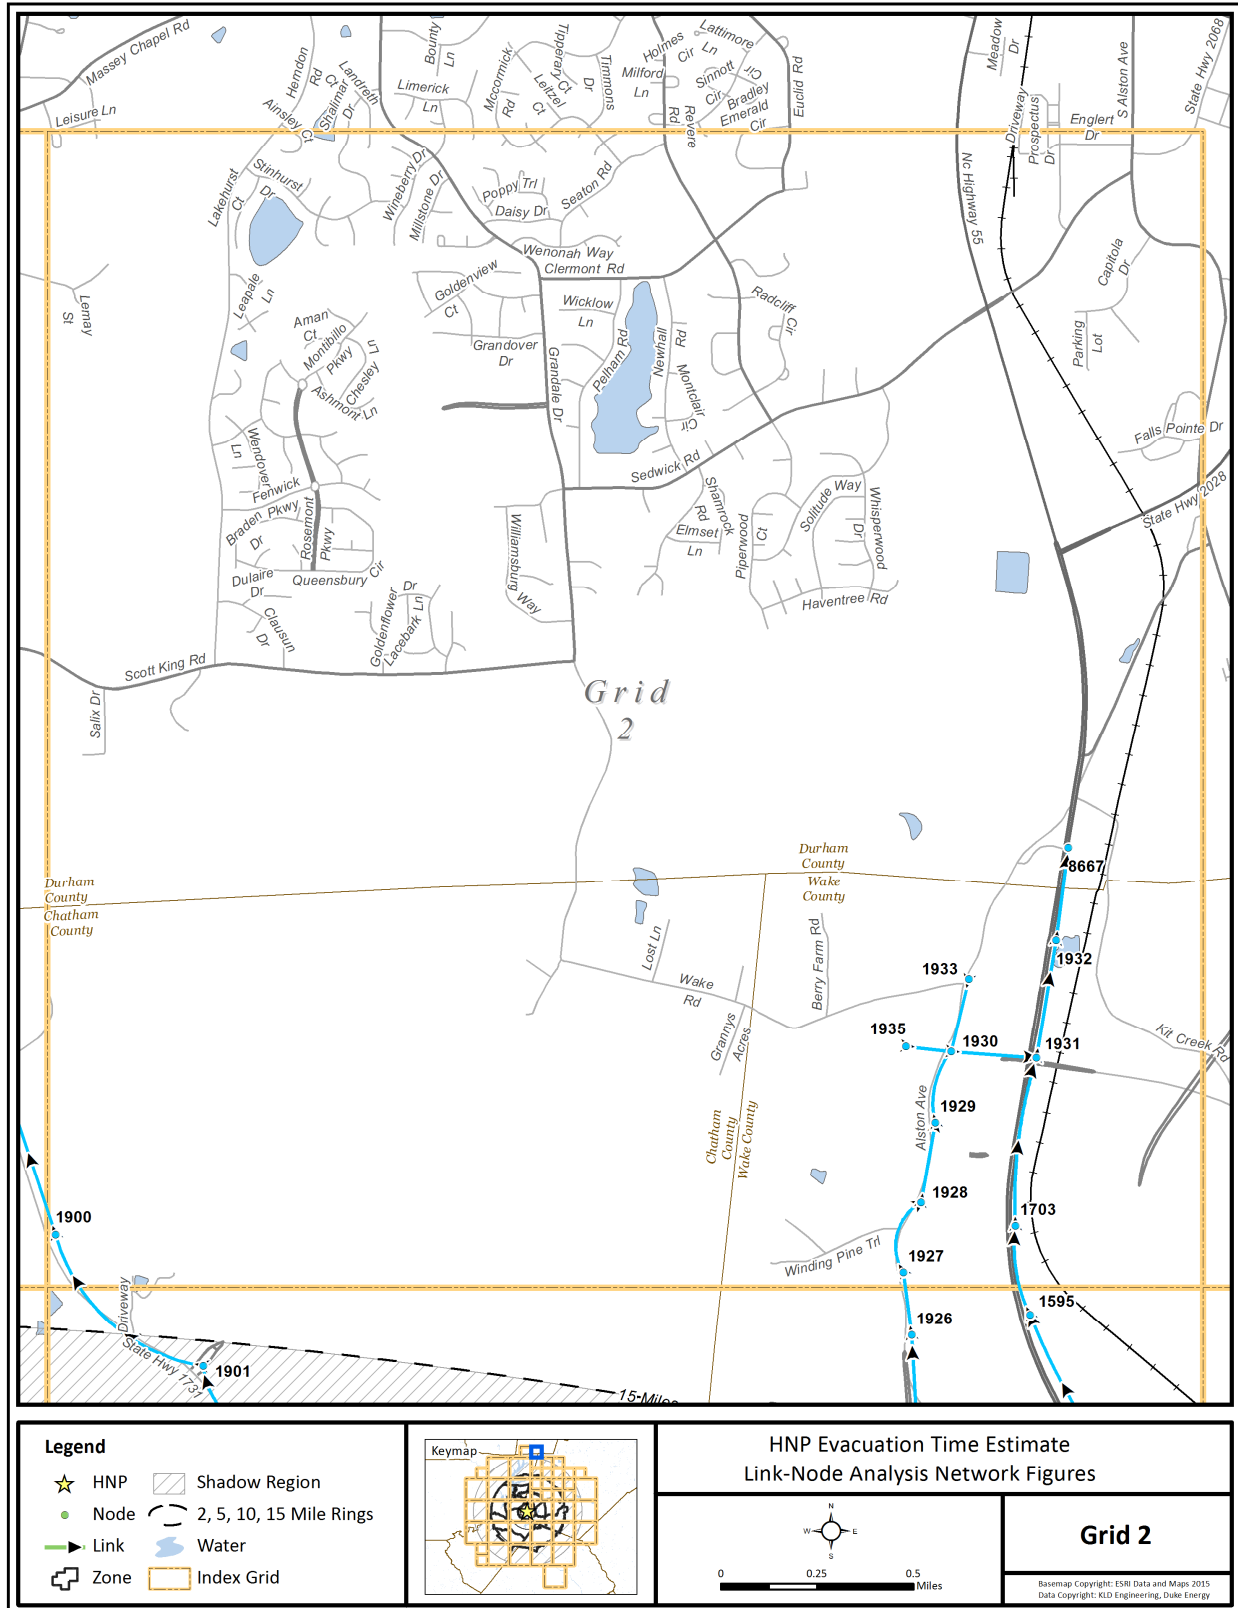 Massey Chapel Rd
Leisure Ln
Herndon
Rd
Ainsley Ct
Shalimar
Ct
Landreth
Dr
Bounty
Ln
Limerick
Ln
Mccormick
Rd
Tipperary
Ct
Leitzel
Ct
Timmons
Dr
Holmes
Cir
Lattimore
Ln
Milford
Ln
Sinnott
Cir
Bradley
Cir
Emerald
Cir
Revere
Rd
Euclid Rd
Meadow
Dr
Driveway
Prospectus
Dr
Englert
Dr
S Alston Ave
State Hwy 2068
Nc Highway 55
Lakehurst
Ct
Stinhurst
Dr
Wineberry Dr
Millstone Dr
Poppy Trl
Daisy Dr
Seaton Rd
Wenonah Way
Clermont Rd
Goldenview
Ct
Wicklow
Ln
Grandover
Dr
Grandale Dr
Pelham Rd
Newhall
Rd
Montclair
Cir
Radcliff
Cir
Capitola
Dr
Parking
Lot
Lemay
St
Leapale
Ln
Aman
Ct
Montibillo
Pkwy
Chesley
Ln
Ashmont Ln
Wendover
Ln
Fenwick
Pkwy
Braden
Dr
Rosemont
Pkwy
Dulaire
Dr
Queensbury
Cir
Clausun
Dr
Goldenflower
Dr
Lacebark
Ln
Williamsburg
Way
Sedwick Rd
Shamrock
Rd
Elmset
Ln
Piperwood
Ct
Solitude
Way
Whisperwood
Dr
Haventree Rd
Falls Pointe Dr
State Hwy 2028
Scott King Rd
Salix Dr
Grid
2
Durham
County
Wake
County
Durham
County
Chatham
County
8667
1932
1933
1935
1930
1931
1929
1928
1703
1927
1595
1926
1900
1901
Lost Ln
Wake
Rd
Grannys
Acres
Berry Farm Rd
Kit Creek Rd
Alston Ave
Chatham
County
Wake County
Winding Pine Trl
Driveway
State Hwy 1731
15-Miles
Legend
HNP
Node
Link
Zone
Shadow Region
2, 5, 10, 15 Mile Rings
Water
Index Grid
Keymap
HNP Evacuation Time Estimate
Link-Node Analysis Network Figures
N
W
E
S
0
0.25
0.5
Miles
Grid 2
Basemap Copyright: ESRI Data and Maps 2015
Data Copyright: KLD Engineering, Duke Energy